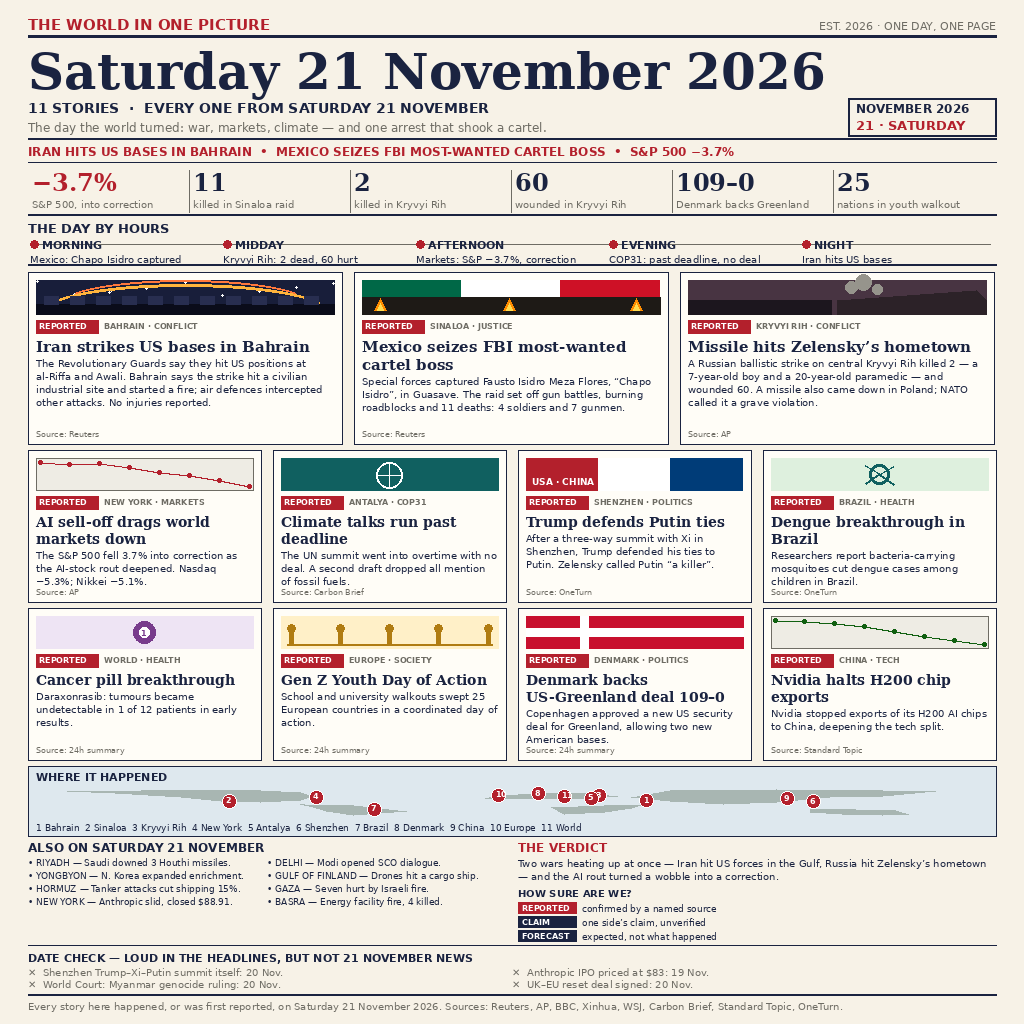 THE WORLD IN ONE PICTURE
EST. 2026 · ONE DAY, ONE PAGE
Saturday 21 November 2026
11 STORIES · EVERY ONE FROM SATURDAY 21 NOVEMBER
The day the world turned: war, markets, climate — and one arrest that shook a cartel.
NOVEMBER 2026
21 · SATURDAY
IRAN HITS US BASES IN BAHRAIN • MEXICO SEIZES FBI MOST-WANTED CARTEL BOSS • S&P 500 −3.7%
−3.7%
S&P 500, into correction
11
killed in Sinaloa raid
2
killed in Kryvyi Rih
60
wounded in Kryvyi Rih
109–0
Denmark backs Greenland
25
nations in youth walkout
THE DAY BY HOURS
MORNING
Mexico: Chapo Isidro captured
MIDDAY
Kryvyi Rih: 2 dead, 60 hurt
AFTERNOON
Markets: S&P −3.7%, correction
EVENING
COP31: past deadline, no deal
NIGHT
Iran hits US bases
REPORTED BAHRAIN · CONFLICT
Iran strikes US bases in Bahrain
The Revolutionary Guards say they hit US positions at
al-Riffa and Awali. Bahrain says the strike hit a civilian
industrial site and started a fire; air defences intercepted
other attacks. No injuries reported.
Source: Reuters
REPORTED SINALOA · JUSTICE
Mexico seizes FBI most-wanted
cartel boss
Special forces captured Fausto Isidro Meza Flores, “Chapo
Isidro”, in Guasave. The raid set off gun battles, burning
roadblocks and 11 deaths: 4 soldiers and 7 gunmen.
Source: Reuters
REPORTED KRYVYI RIH · CONFLICT
Missile hits Zelensky’s hometown
A Russian ballistic strike on central Kryvyi Rih killed 2 — a
7-year-old boy and a 20-year-old paramedic — and
wounded 60. A missile also came down in Poland; NATO
called it a grave violation.
Source: AP
REPORTED NEW YORK · MARKETS
AI sell-off drags world
markets down
The S&P 500 fell 3.7% into correction as
the AI-stock rout deepened. Nasdaq
−5.3%; Nikkei −5.1%.
Source: AP
REPORTED ANTALYA · COP31
Climate talks run past
deadline
The UN summit went into overtime with no
deal. A second draft dropped all mention
of fossil fuels.
Source: Carbon Brief
USA · CHINA
REPORTED SHENZHEN · POLITICS
Trump defends Putin ties
After a three-way summit with Xi in
Shenzhen, Trump defended his ties to
Putin. Zelensky called Putin “a killer”.
Source: OneTurn
REPORTED BRAZIL · HEALTH
Dengue breakthrough in
Brazil
Researchers report bacteria-carrying
mosquitoes cut dengue cases among
children in Brazil.
Source: OneTurn
1
REPORTED WORLD · HEALTH
Cancer pill breakthrough
Daraxonrasib: tumours became
undetectable in 1 of 12 patients in early
results.
Source: 24h summary
REPORTED EUROPE · SOCIETY
Gen Z Youth Day of Action
School and university walkouts swept 25
European countries in a coordinated day of
action.
Source: 24h summary
REPORTED DENMARK · POLITICS
Denmark backs
US-Greenland deal 109–0
Copenhagen approved a new US security
deal for Greenland, allowing two new
American bases.
Source: 24h summary
REPORTED CHINA · TECH
Nvidia halts H200 chip
exports
Nvidia stopped exports of its H200 AI chips
to China, deepening the tech split.
Source: Standard Topic
WHERE IT HAPPENED
2 4 7 10 8 11 5 3 1 9 6
1 Bahrain 2 Sinaloa 3 Kryvyi Rih 4 New York 5 Antalya 6 Shenzhen 7 Brazil 8 Denmark 9 China 10 Europe 11 World
ALSO ON SATURDAY 21 NOVEMBER
• RIYADH — Saudi downed 3 Houthi missiles.
• YONGBYON — N. Korea expanded enrichment.
• HORMUZ — Tanker attacks cut shipping 15%.
• NEW YORK — Anthropic slid, closed $88.91.
• DELHI — Modi opened SCO dialogue.
• GULF OF FINLAND — Drones hit a cargo ship.
• GAZA — Seven hurt by Israeli fire.
• BASRA — Energy facility fire, 4 killed.
THE VERDICT
Two wars heating up at once — Iran hit US forces in the Gulf, Russia hit Zelensky’s hometown
— and the AI rout turned a wobble into a correction.
HOW SURE ARE WE?
REPORTED confirmed by a named source
CLAIM one side’s claim, unverified
FORECAST expected, not what happened
DATE CHECK — LOUD IN THE HEADLINES, BUT NOT 21 NOVEMBER NEWS
✕ Shenzhen Trump–Xi–Putin summit itself: 20 Nov.
✕ World Court: Myanmar genocide ruling: 20 Nov.
✕ Anthropic IPO priced at $83: 19 Nov.
✕ UK–EU reset deal signed: 20 Nov.
Every story here happened, or was first reported, on Saturday 21 November 2026. Sources: Reuters, AP, BBC, Xinhua, WSJ, Carbon Brief, Standard Topic, OneTurn.